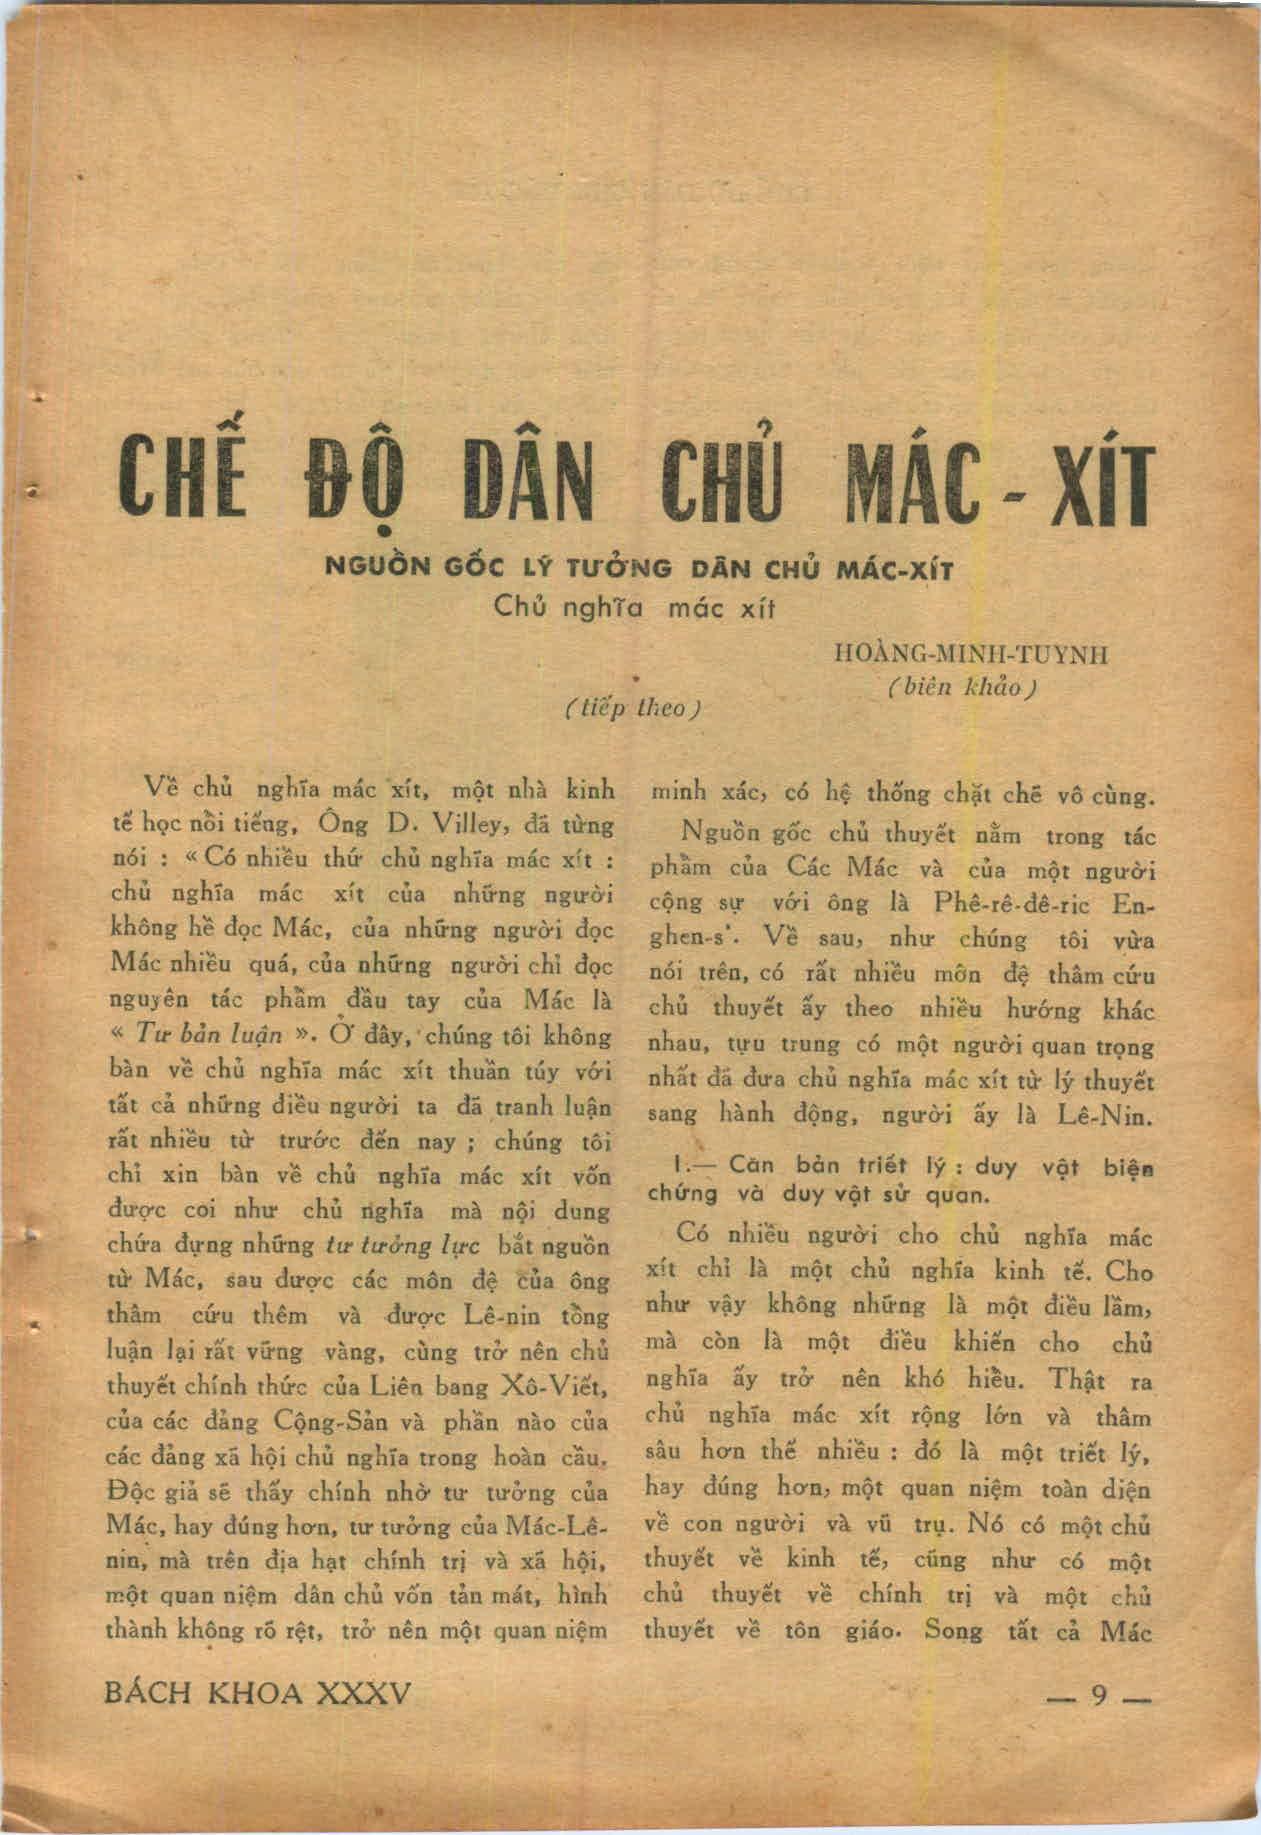 CHẾ ĐỘ DÂN CHỦ MÁC - XÍT
NGUỒN GỐC LÝ TƯỞNG DÂN CHỦ MÁC-XÍT
Chủ nghĩa mác xít
HOÀNG-MINH-TUYNH
(biên khảo)
(tiếp theo)
Về chủ nghĩa mác xít, một nhà kinh
tế học nổi tiếng, Ông D. Villey, đã từng
nói : « Có nhiều thứ chủ nghĩa mác xít :
chủ nghĩa mác xít của những người
không hề đọc Mác, của những người đọc
Mác nhiều quá, của những người chỉ đọc
nguyên tác phẩm đầu tay của Mác là
« Tư bản luận ». Ở đây, chúng tôi không
bàn về chủ nghĩa mác xít thuần túy với
tất cả những điều người ta đã tranh luận
rất nhiều từ trước đến nay ; chúng tôi
chỉ xin bàn về chủ nghĩa mác xít vốn
được coi như chủ nghĩa mà nội dung
chứa đựng những tư tưởng lực bắt nguồn
từ Mác, sau được các môn đệ của ông
thâm cứu thêm và được Lê-nin tổng
luận lại rất vững vàng, cùng trở nên chủ
thuyết chính thức của Liên bang Xô-Viết,
của các đảng Cộng-Sản và phần nào của
các đảng xã hội chủ nghĩa trong hoàn cầu.
Độc giả sẽ thấy chính nhờ tư tưởng của
Mác, hay đúng hơn, tư tưởng của Mác-Lê-
nin, mà trên địa hạt chính trị và xã hội,
một quan niệm dân chủ vốn tản mát, hình
thành không rõ rệt, trở nên một quan niệm
minh xác, có hệ thống chặt chẽ vô cùng.
Nguồn gốc chủ thuyết nằm trong tác
phẩm của Các Mác và của một người
cộng sự với ông là Phê-rê-đê-ric En-
ghen-s'. Về sau, như chúng tôi vừa
nói trên, có rất nhiều môn đệ thâm cứu
chủ thuyết ấy theo nhiều hướng khác
nhau, tựu trung có một người quan trọng
nhất đã đưa chủ nghĩa mác xít từ lý thuyết
sang hành động, người ấy là Lê-Nin.
I.— Căn bản triết lý : duy vật biện
chứng và duy vật sử quan.
Có nhiều người cho chủ nghĩa mác
xít chỉ là một chủ nghĩa kinh tế. Cho
như vậy không những là một điều lầm,
mà còn là một điều khiến cho chủ
nghĩa ấy trở nên khó hiểu. Thật ra
chủ nghĩa mác xít rộng lớn và thâm
sâu hơn thế nhiều : đó là một triết lý,
hay đúng hơn, một quan niệm toàn diện
về con người và vũ trụ. Nó có một chủ
thuyết về kinh tế, cũng như có một
chủ thuyết về chính trị và một chủ
thuyết về tôn giáo. Song tất cả Mác
BÁCH KHOA XXXV
— 9 —